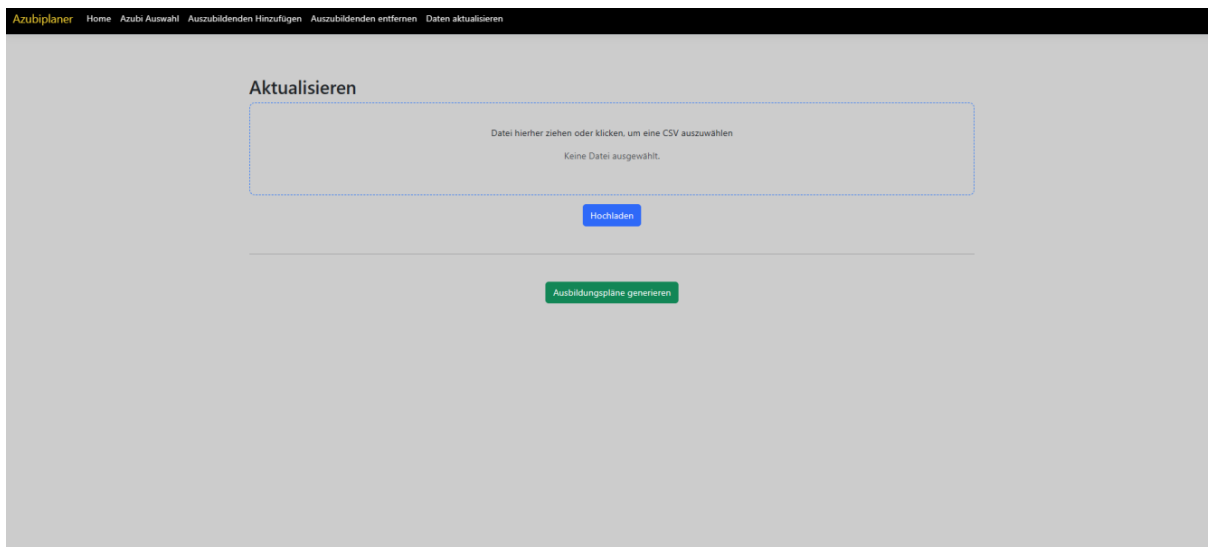 Azubiplaner Home Azubi Auswahl Auszubildenden Hinzufügen Auszubildenden entfernen Daten aktualisieren
Aktualisieren
Datei hierher ziehen oder klicken, um eine CSV auszuwählen
Keine Datei ausgewählt.
Hochladen
Ausbildungspläne generieren